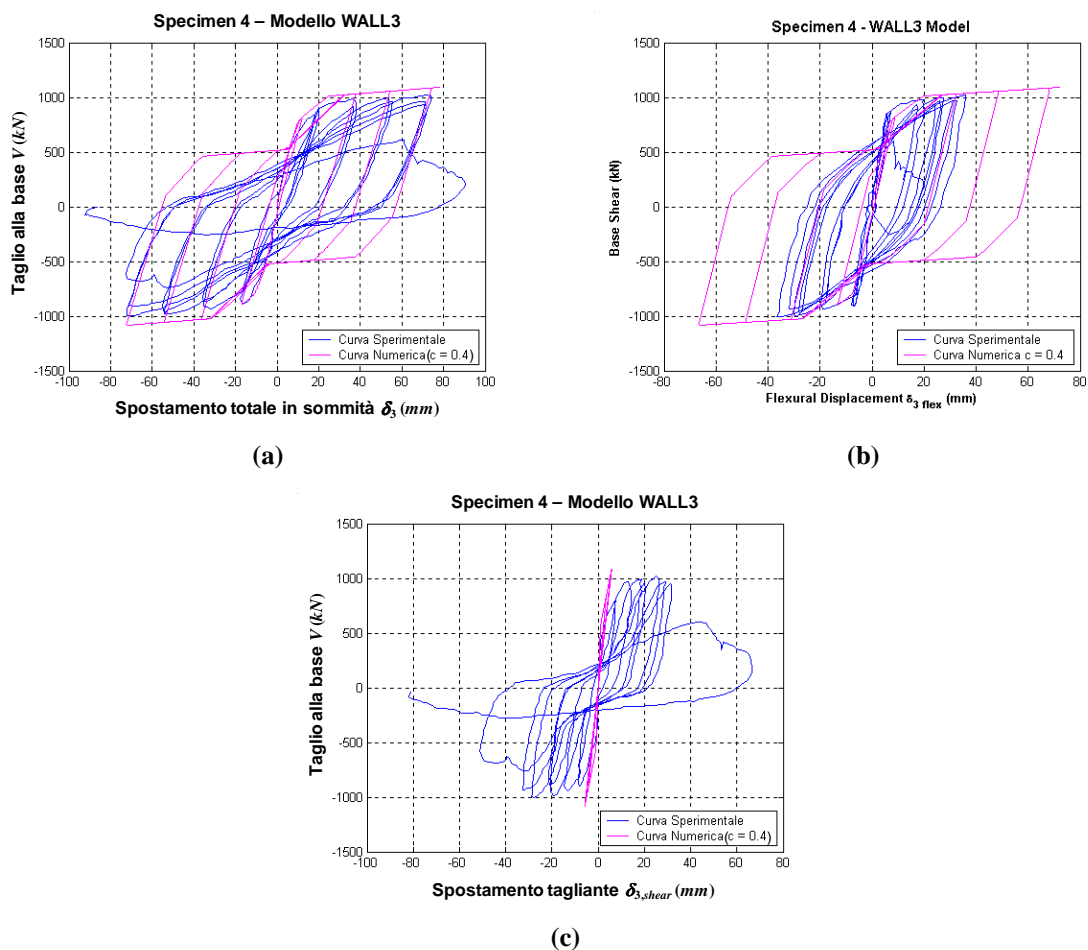 Specimen 4 – Modello WALL3
1500
1000
500
0
-500
-1000
-1500
-100
-80
-60
-40
-20
0
20
40
60
80
100
Taglio alla base V (kN)
Spostamento totale in sommità δ3 (mm)
Curva Sperimentale
Curva Numerica(c = 0.4)
(a)
Specimen 4 - WALL3 Model
1500
1000
500
0
-500
-1000
-1500
-80
-60
-40
-20
0
20
40
60
80
Base Shear (kN)
Flexural Displacement δ3 flex (mm)
Curva Sperimentale
Curva Numerica c = 0.4
(b)
Specimen 4 – Modello WALL3
1500
1000
500
0
-500
-1000
-1500
-100
-80
-60
-40
-20
0
20
40
60
80
Taglio alla base V (kN)
Spostamento tagliante δ3,shear (mm)
Curva Sperimentale
Curva Numerica(c = 0.4)
(c)